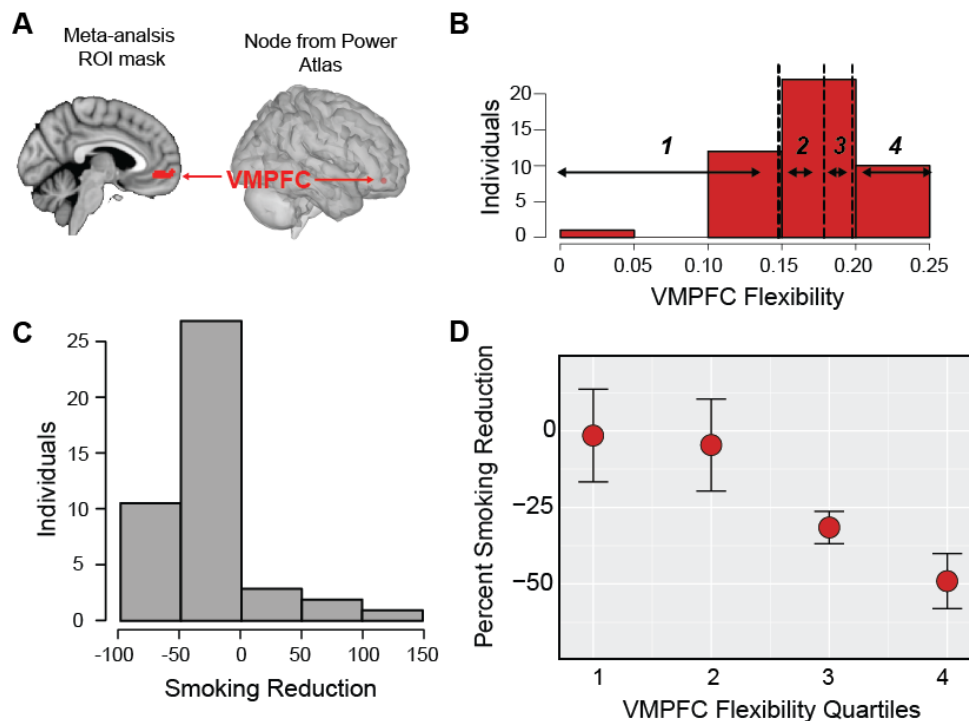 A
Meta-analsis
ROI mask
Node from Power
Atlas
VMPFC
B
Individuals
20
15
10
5
0
1
2
3
4
0
0.05
0.10
0.15
0.20
0.25
VMPFC Flexibility
C
Individuals
25
10
15
5
0
-100
-50
0
50
100
150
Smoking Reduction
D
Percent Smoking Reduction
0
−25
−50
1
2
3
4
VMPFC Flexibility Quartiles